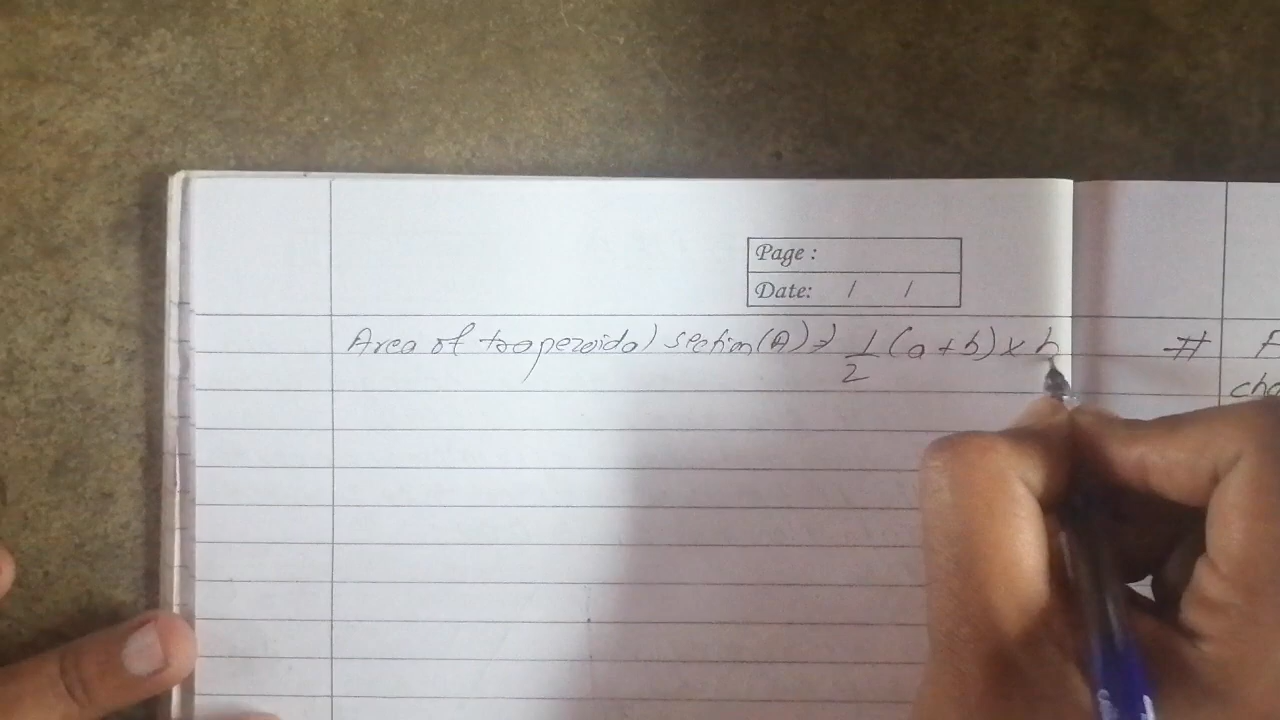 Page :
Date: / /
Area of trapezoidal section (A) ⇒ 1/2 (a + b) × h
#